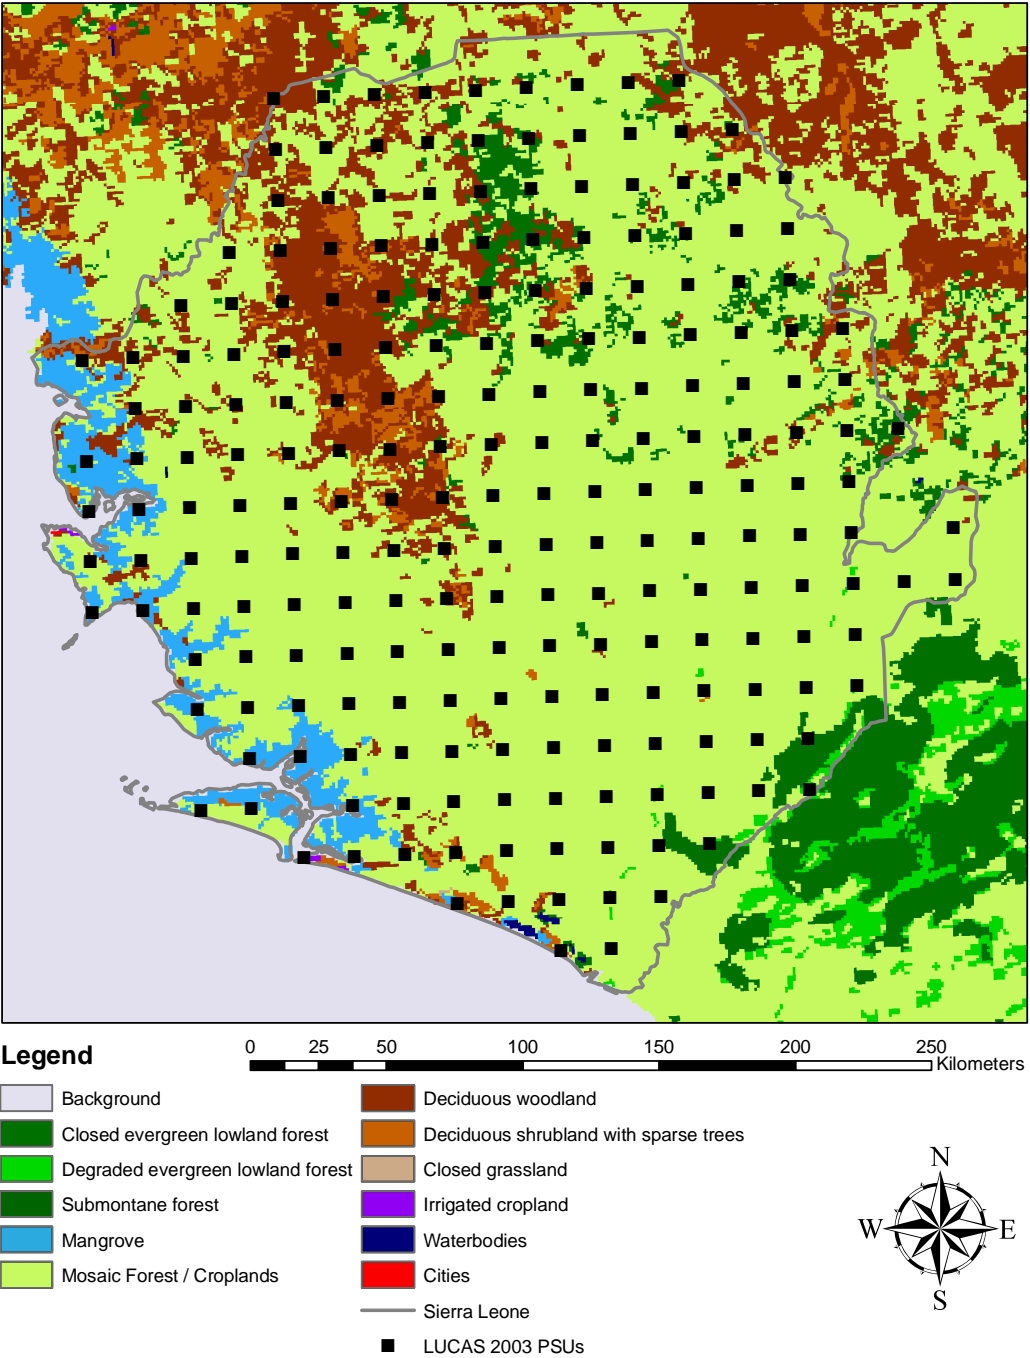 Legend
0 25 50 100 150 200 250
Kilometers
Background
Closed evergreen lowland forest
Degraded evergreen lowland forest
Submontane forest
Mangrove
Mosaic Forest / Croplands
Deciduous woodland
Deciduous shrubland with sparse trees
Closed grassland
Irrigated cropland
Waterbodies
Cities
Sierra Leone
LUCAS 2003 PSUs
N
W E
S